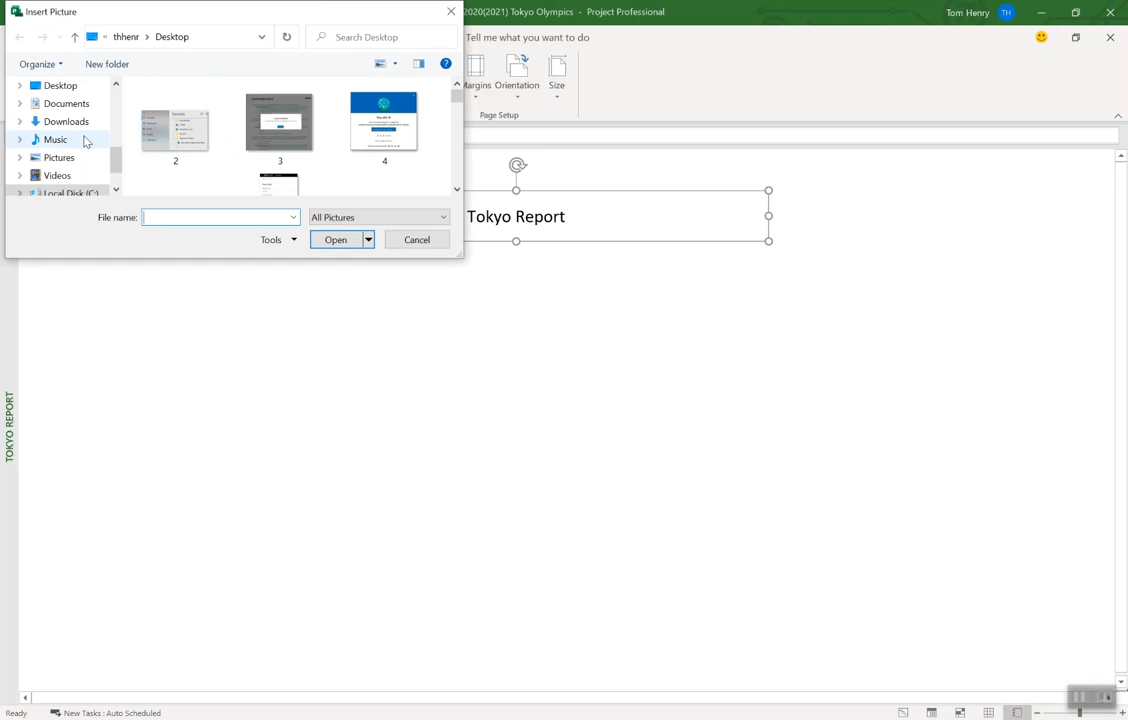 Insert Picture
2020(2021) Tokyo Olympics - Project Professional
Tom Henry TH
thhenr > Desktop
Search Desktop
Tell me what you want to do
Organize
New folder
Desktop
Documents
Downloads
Music
Pictures
Videos
Local Disk (C:)
2
3
4
Margins
Orientation
Size
Page Setup
File name:
All Pictures
Tools
Open
Cancel
Tokyo Report
TOKYO REPORT
Ready
New Tasks : Auto Scheduled